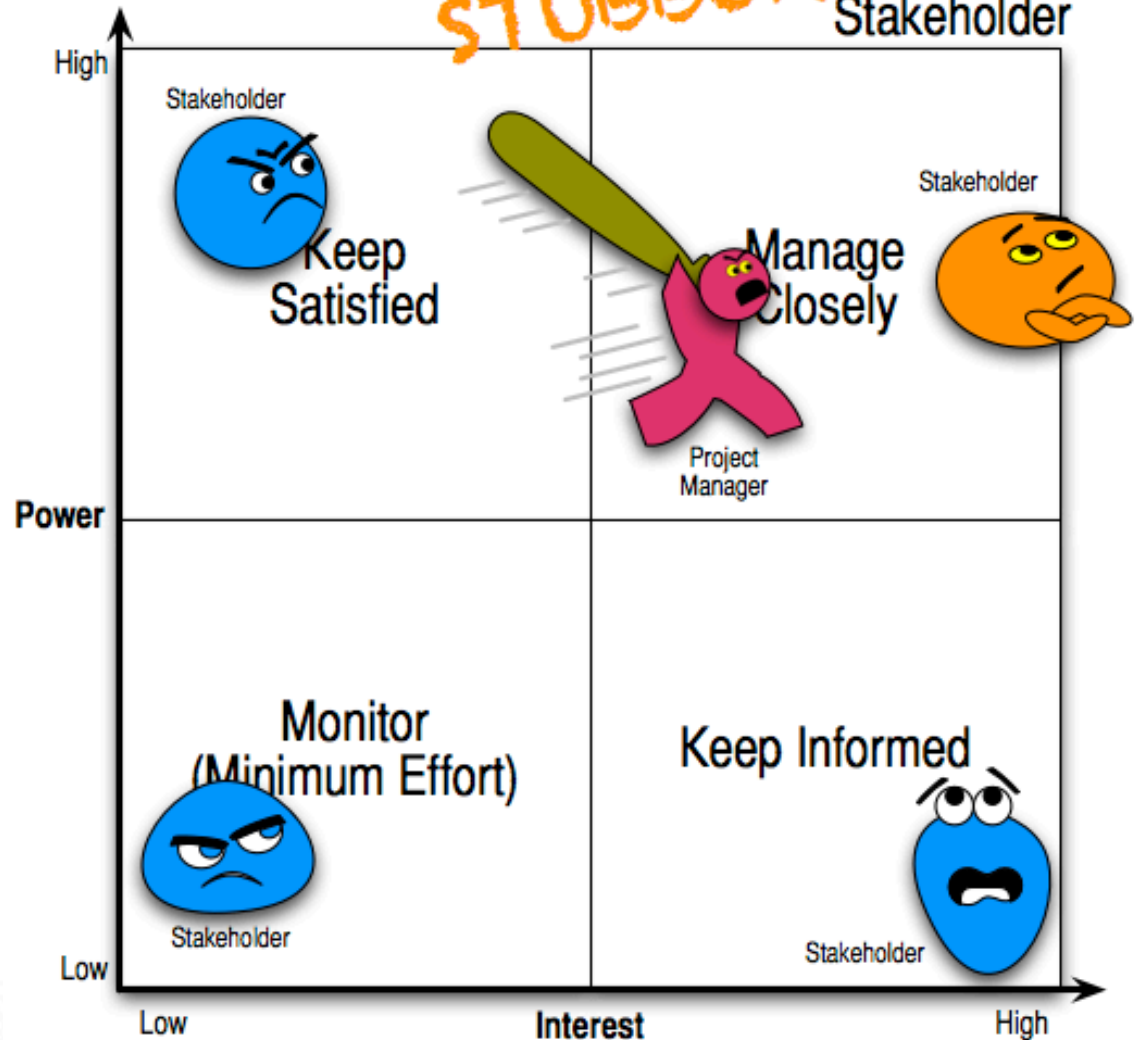 Stakeholder
High
Stakeholder
Stakeholder
Keep
Satisfied
Manage
Closely
Project
Manager
Power
Monitor
(Minimum Effort)
Keep Informed
Stakeholder
Stakeholder
Low
Low
Interest
High